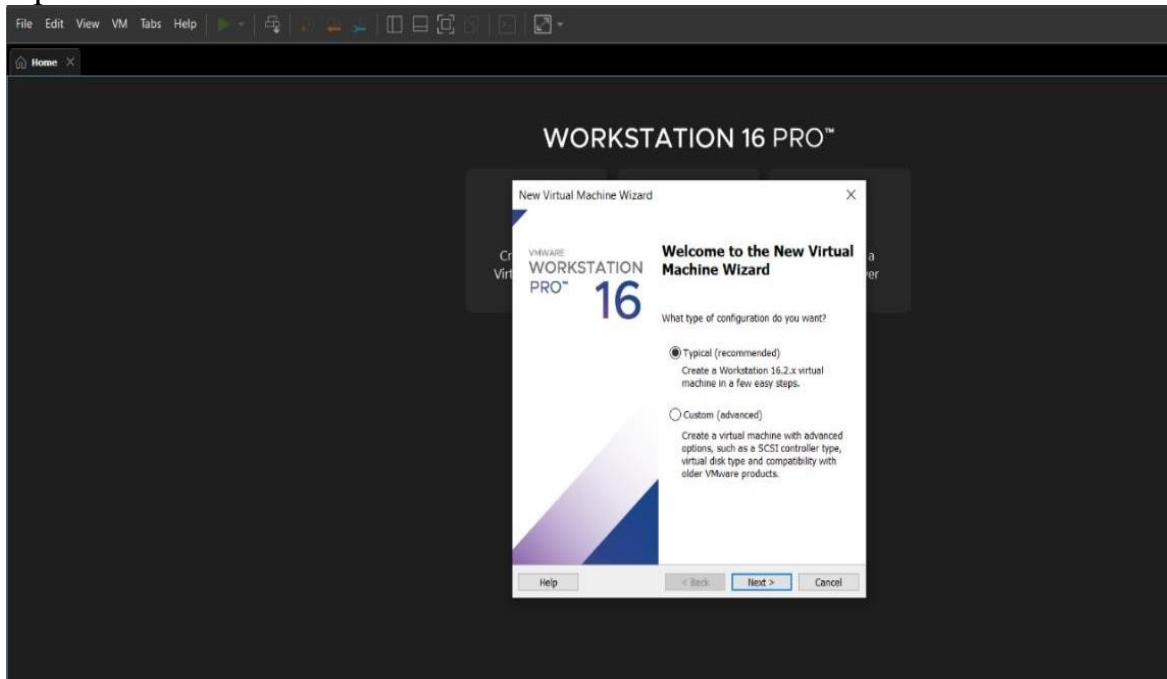 File Edit View VM Tabs Help
Home
WORKSTATION 16 PRO™
New Virtual Machine Wizard
Cr
Virt
a
er
VMWARE
WORKSTATION
PRO™ 16
Welcome to the New Virtual
Machine Wizard
What type of configuration do you want?
Typical (recommended)
Create a Workstation 16.2.x virtual
machine in a few easy steps.
Custom (advanced)
Create a virtual machine with advanced
options, such as a SCSI controller type,
virtual disk type and compatibility with
older VMware products.
Help < Back Next > Cancel